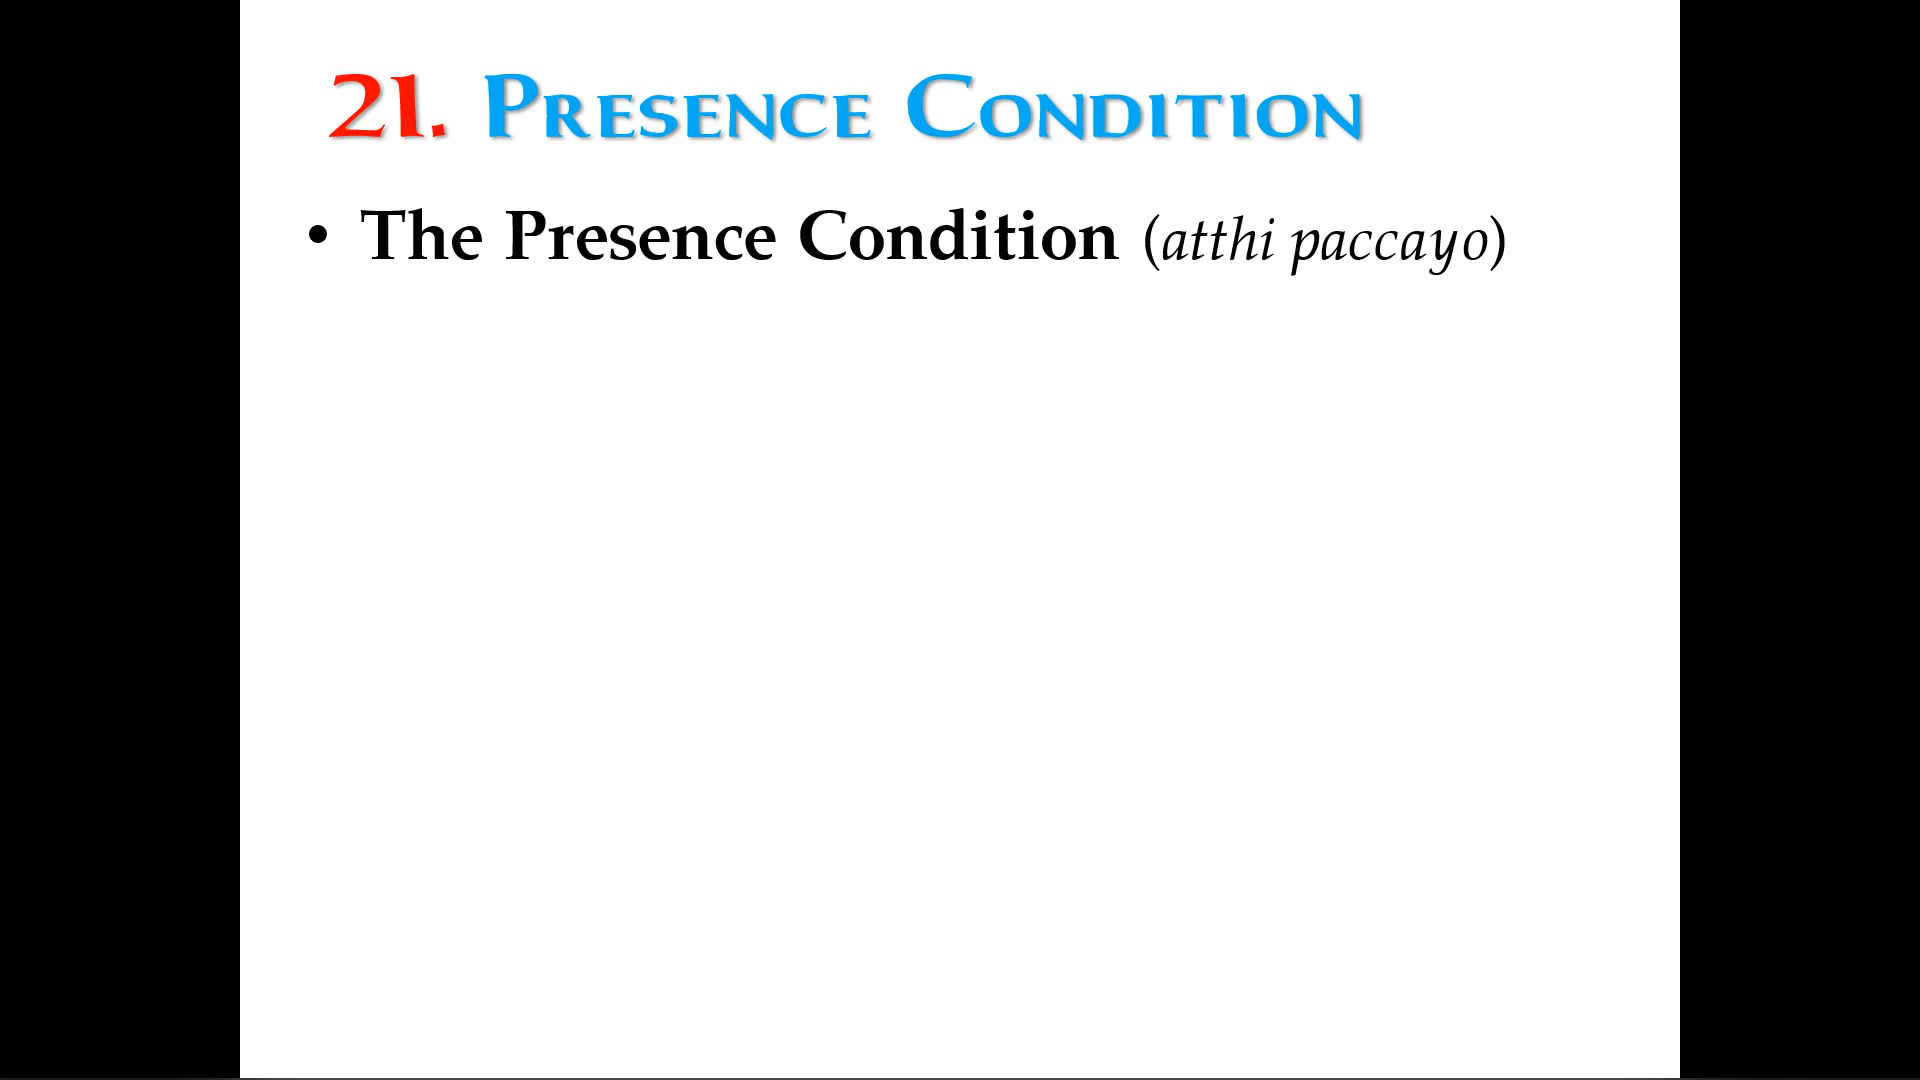 21. Presence Condition
• The Presence Condition (atthi paccayo)